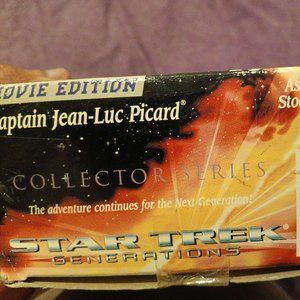 MOVIE EDITION
Captain Jean-Luc Picard®
COLLECTOR SERIES
The adventure continues for the Next Generation!
STAR TREK
GENERATIONS